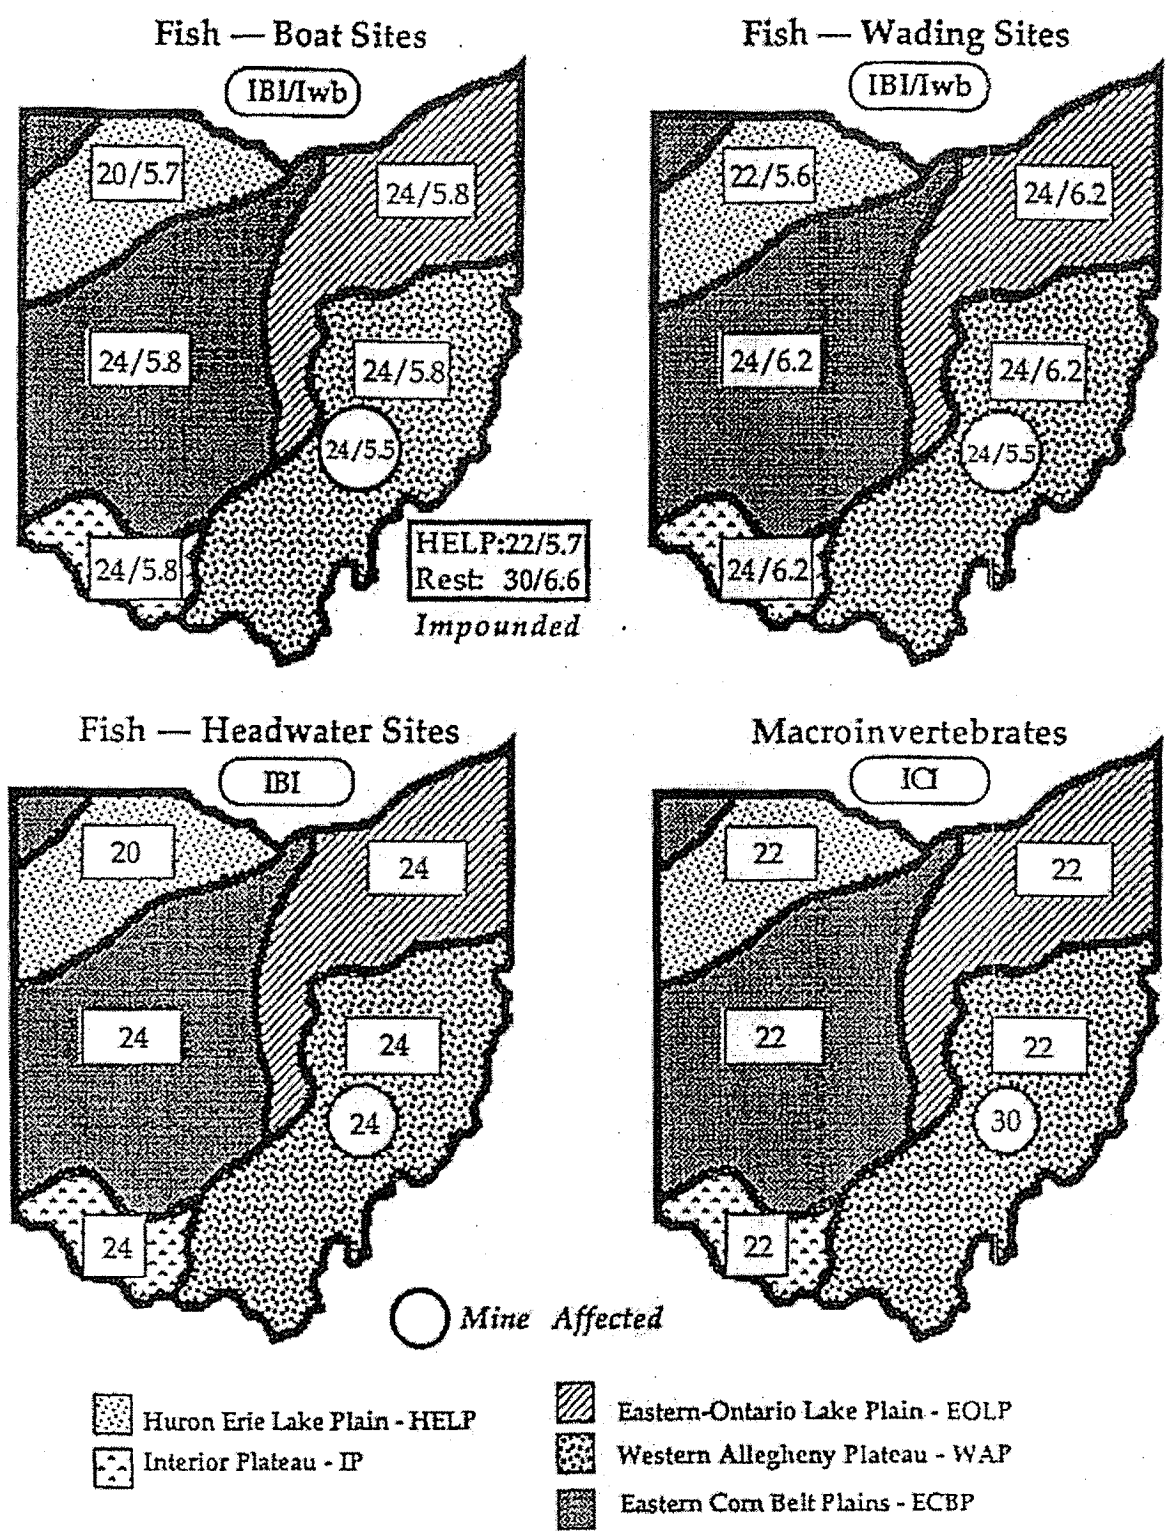 Fish — Boat Sites
IBI/Iwb
20/5.7
24/5.8
24/5.8
24/5.8
24/5.5
24/5.8
HELP:22/5.7
Rest: 30/6.6
Impounded
Fish — Wading Sites
IBI/Iwb
22/5.6
24/6.2
24/6.2
24/6.2
24/5.5
24/6.2
Fish — Headwater Sites
IBI
20
24
24
24
24
24
Macroinvertebrates
ICI
22
22
22
22
30
22
Mine Affected
Huron Erie Lake Plain - HELP
Interior Plateau - IP
Eastern-Ontario Lake Plain - EOLP
Western Allegheny Plateau - WAP
Eastern Corn Belt Plains - ECBP